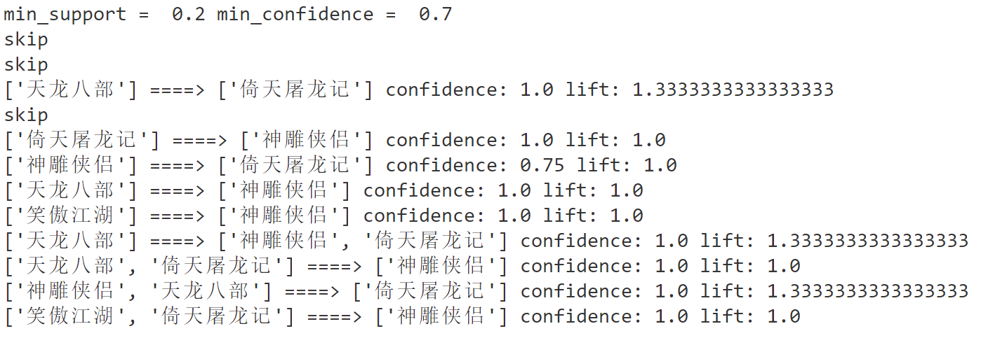 min_support =  0.2 min_confidence =  0.7
skip
skip
['天龙八部'] ====> ['倚天屠龙记'] confidence: 1.0 lift: 1.3333333333333333
skip
['倚天屠龙记'] ====> ['神雕侠侣'] confidence: 1.0 lift: 1.0
['神雕侠侣'] ====> ['倚天屠龙记'] confidence: 0.75 lift: 1.0
['天龙八部'] ====> ['神雕侠侣'] confidence: 1.0 lift: 1.0
['笑傲江湖'] ====> ['神雕侠侣'] confidence: 1.0 lift: 1.0
['天龙八部'] ====> ['神雕侠侣', '倚天屠龙记'] confidence: 1.0 lift: 1.3333333333333333
['天龙八部', '倚天屠龙记'] ====> ['神雕侠侣'] confidence: 1.0 lift: 1.0
['神雕侠侣', '天龙八部'] ====> ['倚天屠龙记'] confidence: 1.0 lift: 1.3333333333333333
['笑傲江湖', '倚天屠龙记'] ====> ['神雕侠侣'] confidence: 1.0 lift: 1.0